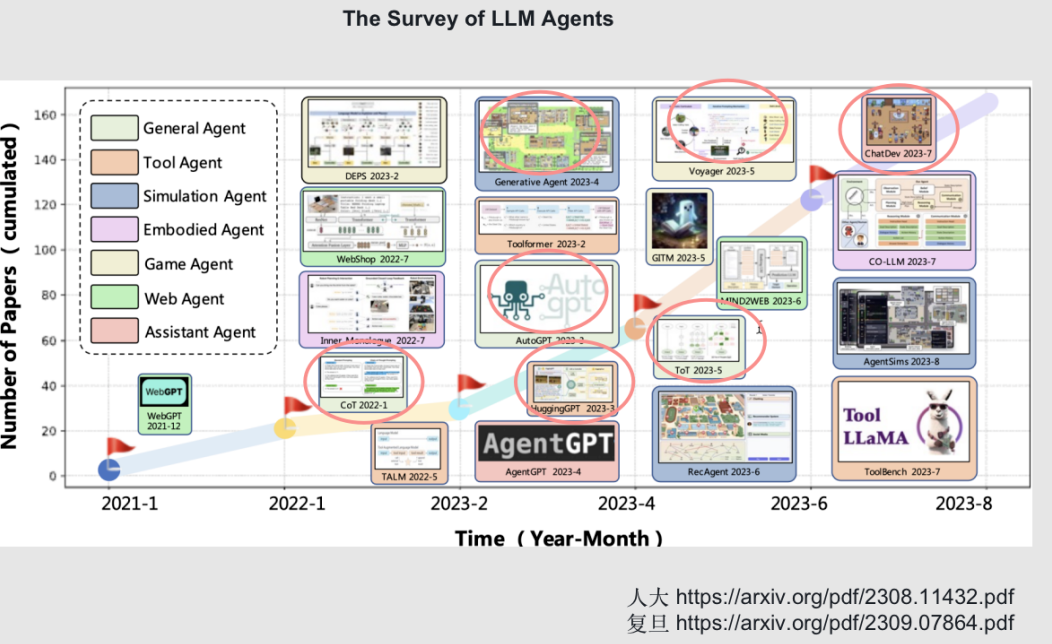 The Survey of LLM Agents
Number of Papers ( cumulated )
160
140
120
100
80
60
40
20
0
General Agent
Tool Agent
Simulation Agent
Embodied Agent
Game Agent
Web Agent
Assistant Agent
WebGPT
WebGPT
2021-12
DEPS 2023-2
WebShop 2022-7
Inner Monologue 2022-7
CoT 2022-1
TALM 2022-5
Generative Agent 2023-4
Toolformer 2023-2
Auto
gpt
AutoGPT
HuggingGPT 2023-3
AgentGPT
AgentGPT 2023-4
Voyager 2023-5
GITM 2023-5
MIND2WEB 2023-6
ToT 2023-5
RecAgent 2023-6
ChatDev 2023-7
CO-LLM 2023-7
AgentSims 2023-8
Tool
LLaMA
ToolBench 2023-7
2021-1
2022-1
2023-2
2023-4
2023-6
2023-8
Time ( Year-Month )
人大 https://arxiv.org/pdf/2308.11432.pdf
复旦 https://arxiv.org/pdf/2309.07864.pdf